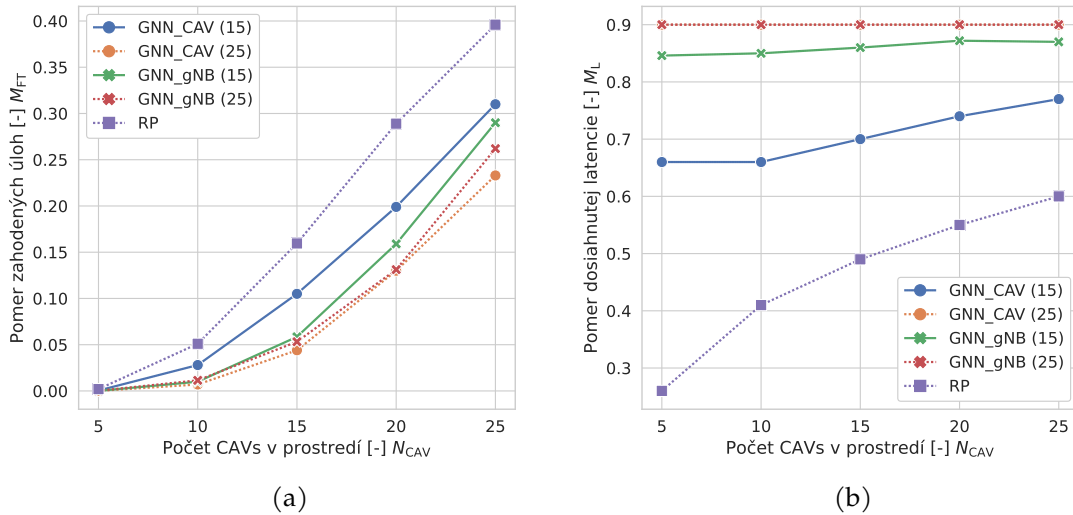 0.40
0.35
0.30
0.25
0.20
0.15
0.10
0.05
0.00
Pomer zahodených úloh [-] M_FT
GNN_CAV (15)
GNN_CAV (25)
GNN_gNB (15)
GNN_gNB (25)
RP
5 10 15 20 25
Počet CAVs v prostredí [-] N_CAV
(a)
0.9
0.8
0.7
0.6
0.5
0.4
0.3
Pomer dosiahnutej latencie [-] M_L
GNN_CAV (15)
GNN_CAV (25)
GNN_gNB (15)
GNN_gNB (25)
RP
5 10 15 20 25
Počet CAVs v prostredí [-] N_CAV
(b)